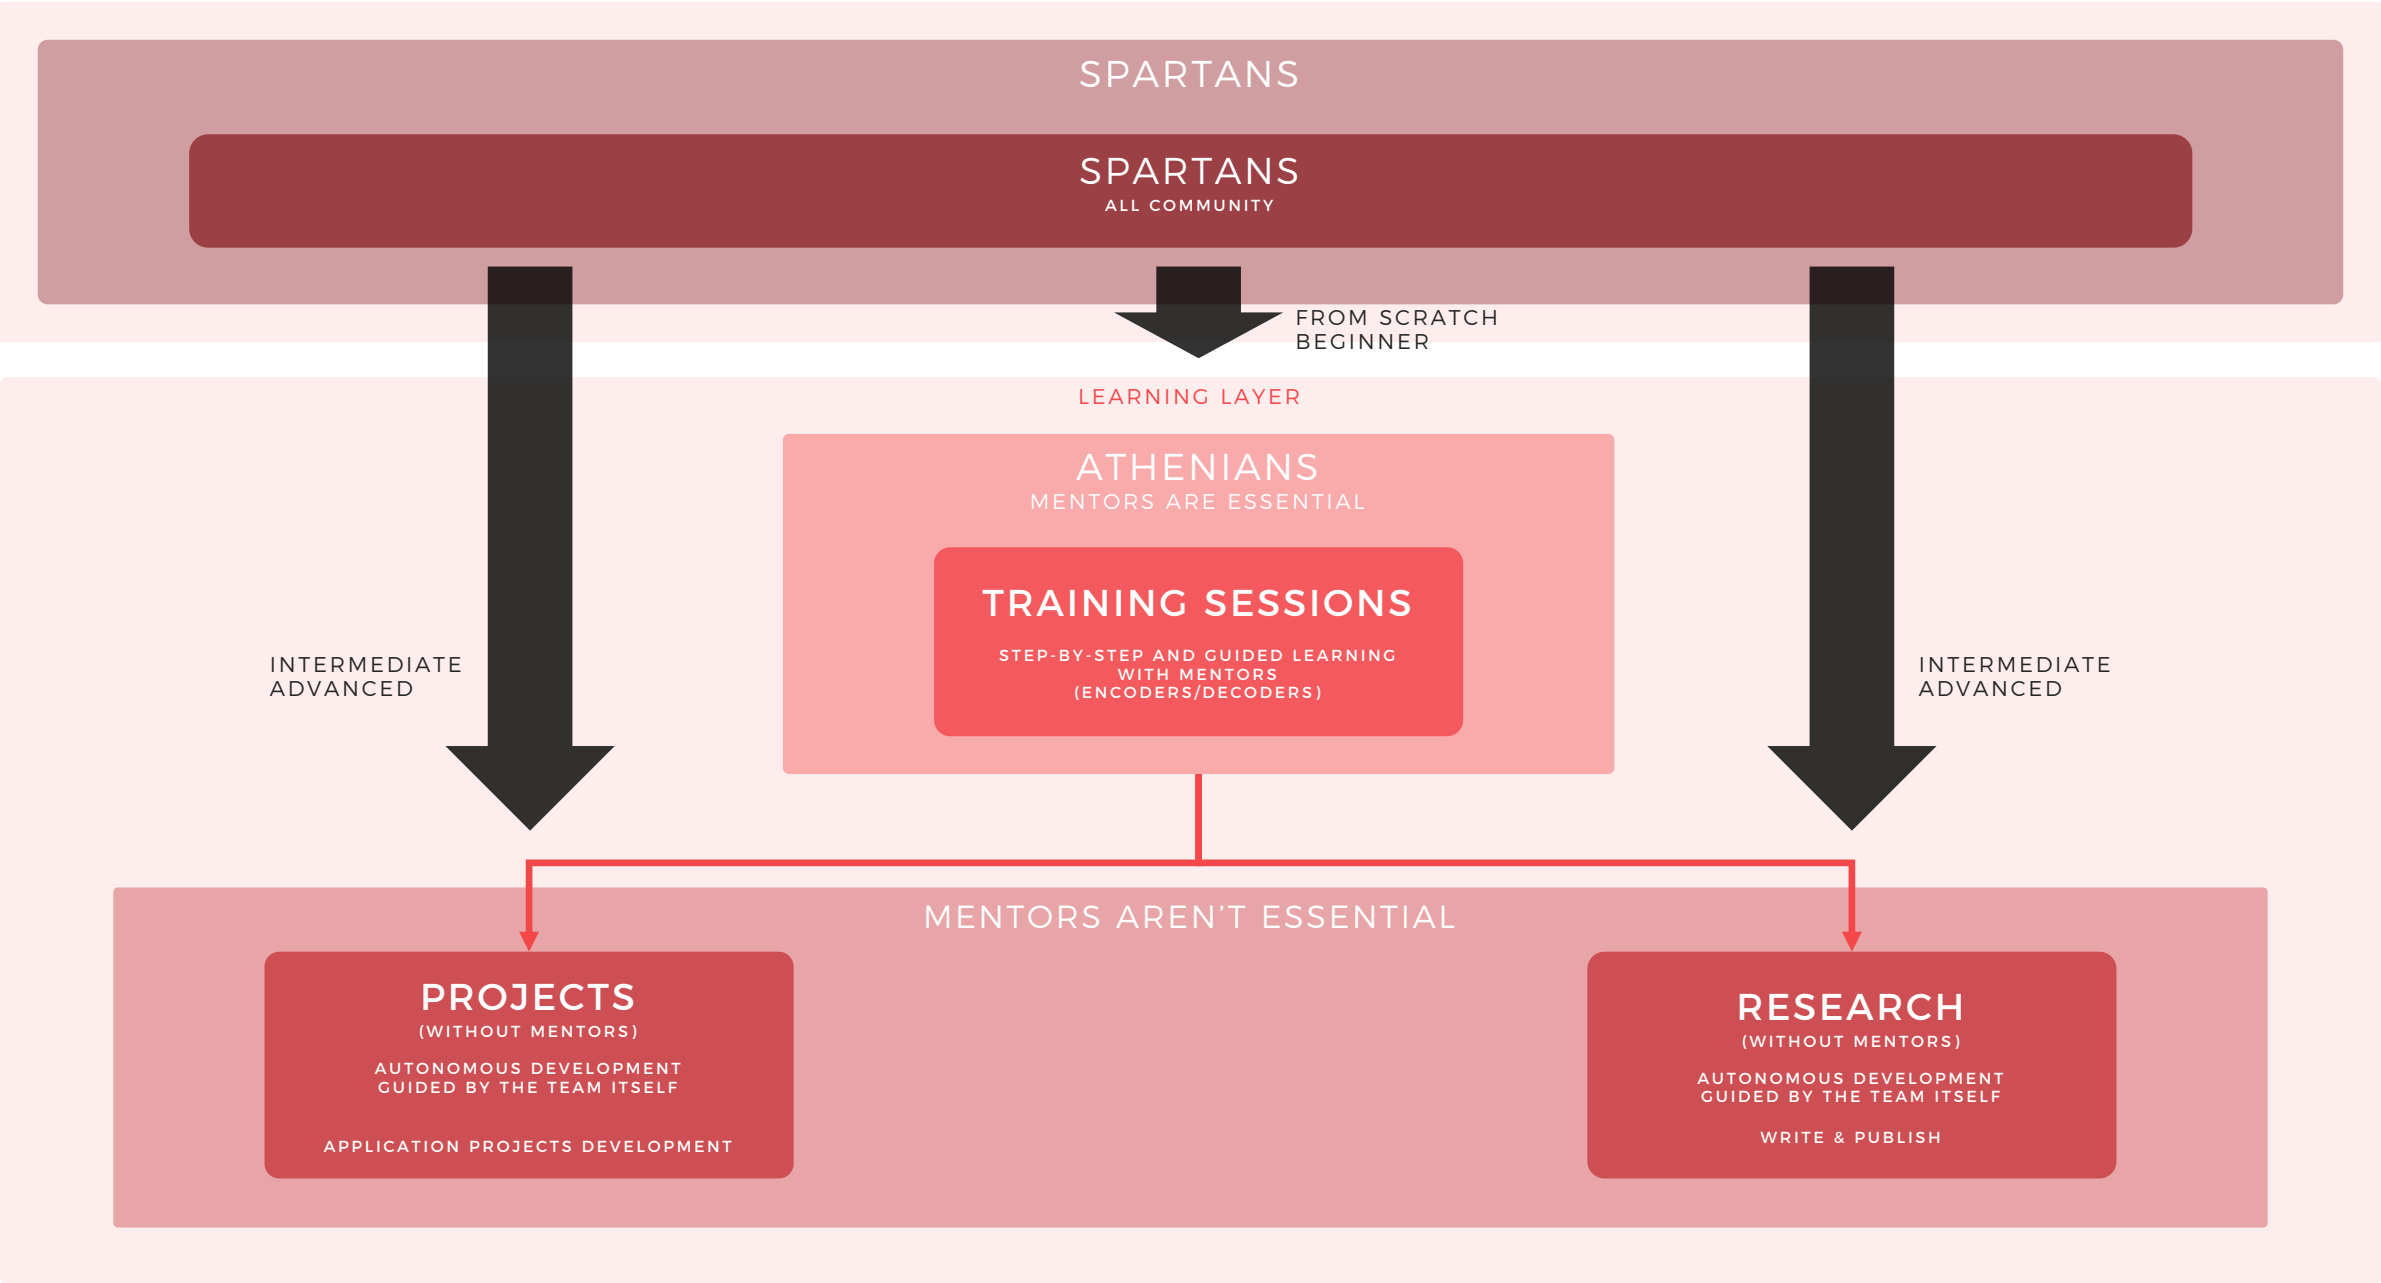 SPARTANS
SPARTANS
ALL COMMUNITY
FROM SCRATCH
BEGINNER
LEARNING LAYER
ATHENIANS
MENTORS ARE ESSENTIAL
TRAINING SESSIONS
STEP-BY-STEP AND GUIDED LEARNING
WITH MENTORS
(ENCODERS/DECODERS)
INTERMEDIATE
ADVANCED
INTERMEDIATE
ADVANCED
MENTORS AREN'T ESSENTIAL
PROJECTS
(WITHOUT MENTORS)
AUTONOMOUS DEVELOPMENT
GUIDED BY THE TEAM ITSELF
APPLICATION PROJECTS DEVELOPMENT
RESEARCH
(WITHOUT MENTORS)
AUTONOMOUS DEVELOPMENT
GUIDED BY THE TEAM ITSELF
WRITE & PUBLISH